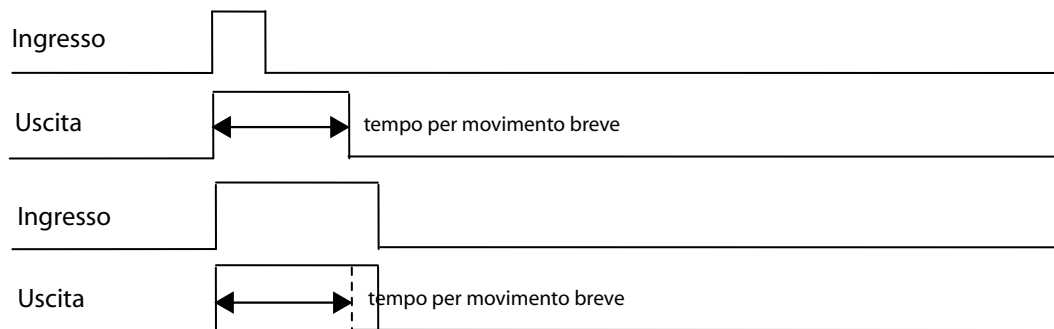 Ingresso
Uscita
tempo per movimento breve
Ingresso
Uscita
tempo per movimento breve